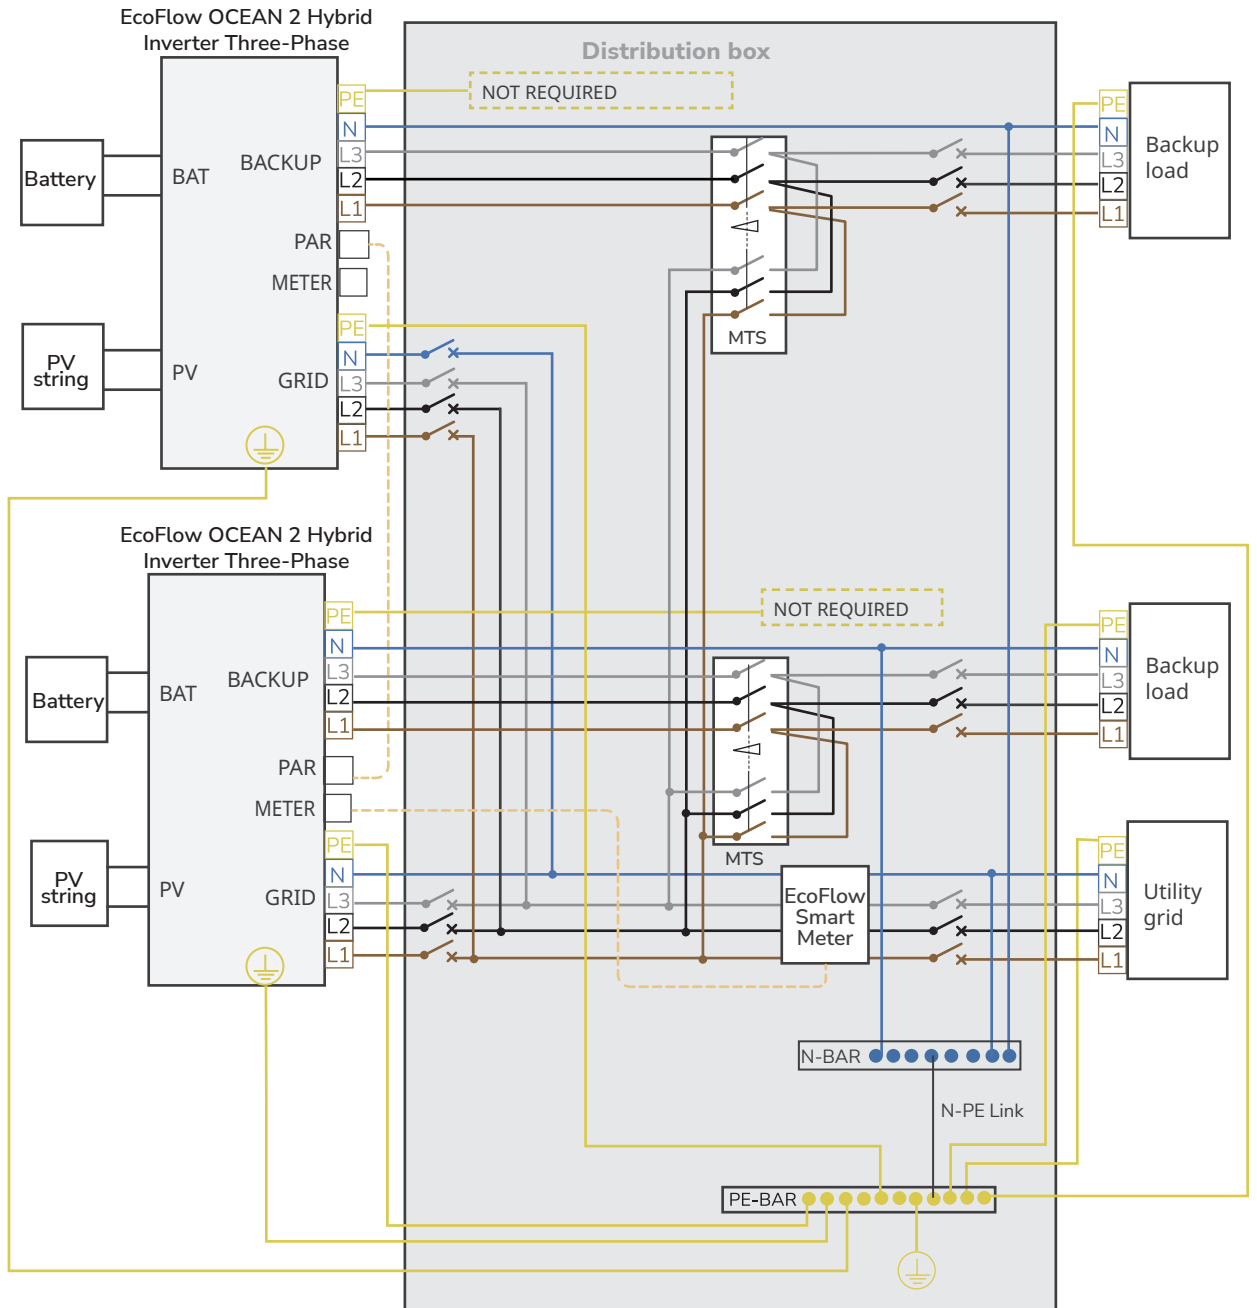 EcoFlow OCEAN 2 Hybrid
Inverter Three-Phase
Distribution box
PE
NOT REQUIRED
N
BACKUP
L3
L2
L1
Battery
BAT
PAR
METER
MTS
PE
N
L3
L2
L1
Backup
load
PV
string
PV
GRID
PE
N
L3
L2
L1
EcoFlow OCEAN 2 Hybrid
Inverter Three-Phase
PE
NOT REQUIRED
N
BACKUP
L3
L2
L1
Battery
BAT
PAR
METER
MTS
PE
N
L3
L2
L1
Backup
load
PV
string
PV
GRID
PE
N
L3
L2
L1
EcoFlow
Smart
Meter
PE
N
L3
L2
L1
Utility
grid
N-BAR
N-PE Link
PE-BAR